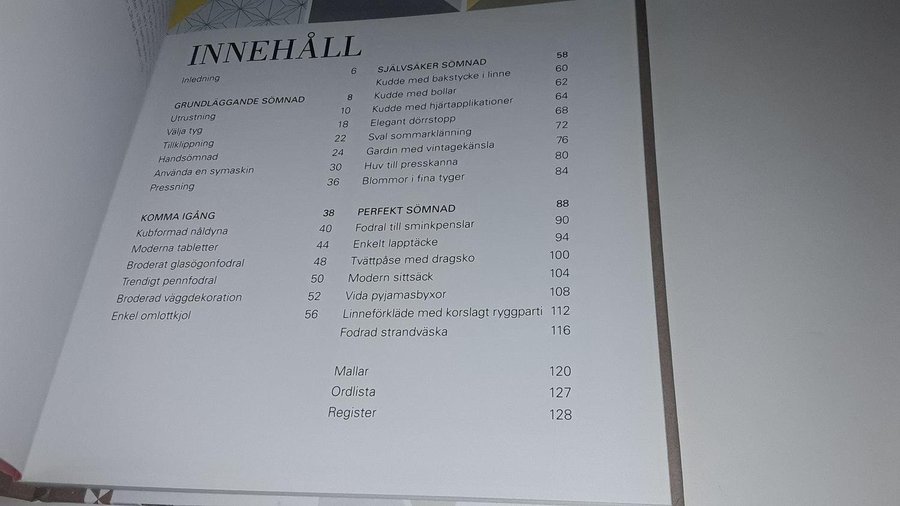 INNEHÅLL
Inledning 6
GRUNDLÄGGANDE SÖMNAD 8
Utrustning 10
Välja tyg 18
Tillklippning 22
Handsömnad 24
Använda en symaskin 30
Pressning 36
KOMMA IGÅNG 38
Kubformad nåldyna 40
Moderna tabletter 44
Broderat glasögonfodral 48
Trendigt pennfodral 50
Broderad väggdekoration 52
Enkel omlottkjol 56
SJÄLVSÄKER SÖMNAD 58
Kudde med bakstycke i linne 60
Kudde med bollar 62
Kudde med hjärtapplikationer 64
Elegant dörrstopp 68
Sval sommarklänning 72
Gardin med vintagekänsla 76
Huv till presskanna 80
Blommor i fina tyger 84
PERFEKT SÖMNAD 88
Fodral till sminkpenslar 90
Enkelt lapptäcke 94
Tvättpåse med dragsko 100
Modern sittsäck 104
Vida pyjamasbyxor 108
Linneförkläde med korslagt ryggparti 112
Fodrad strandväska 116
Mallar 120
Ordlista 127
Register 128